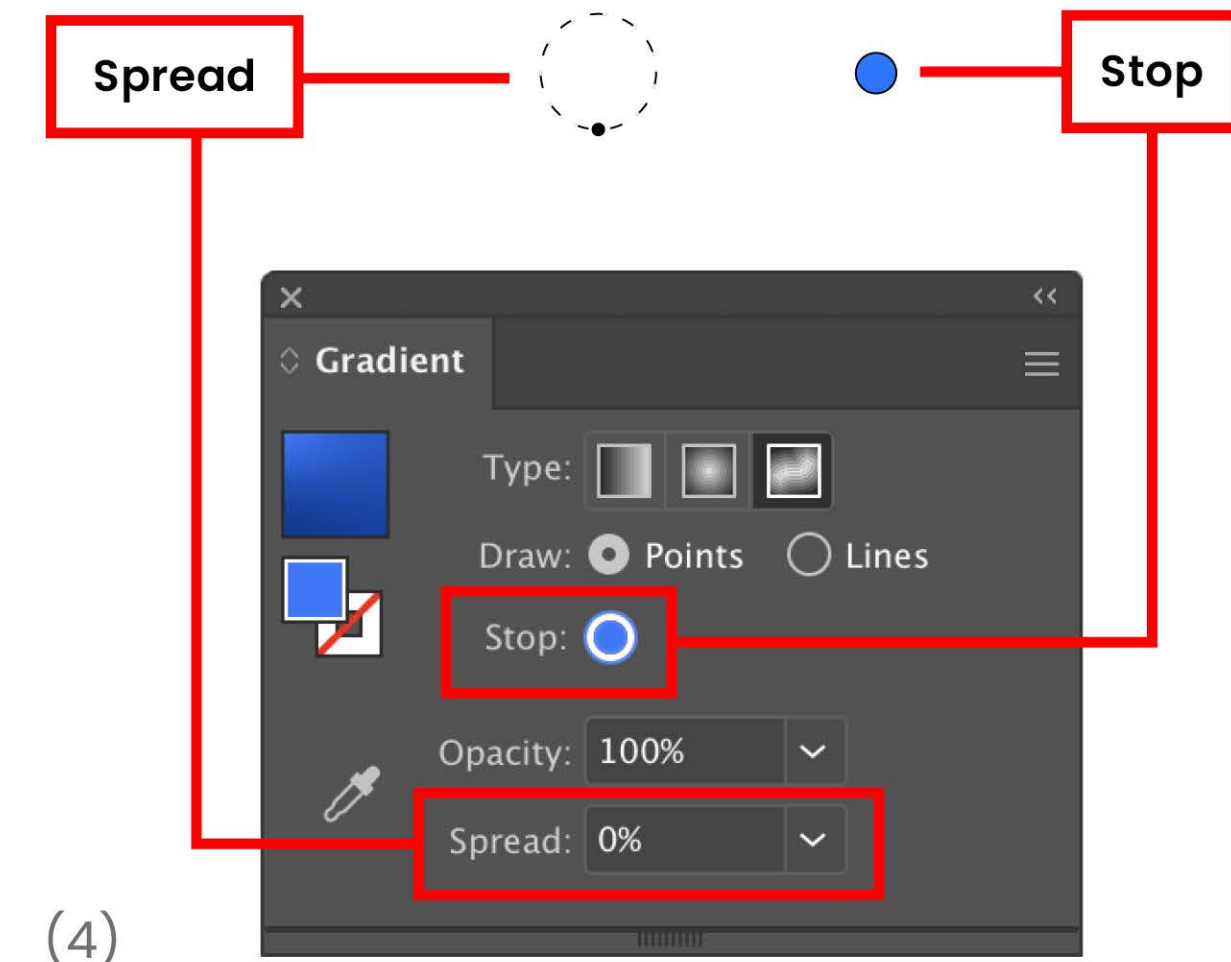 Spread
Stop
Gradient
Type:
Draw: Points Lines
Stop:
Opacity: 100%
Spread: 0%
(4)